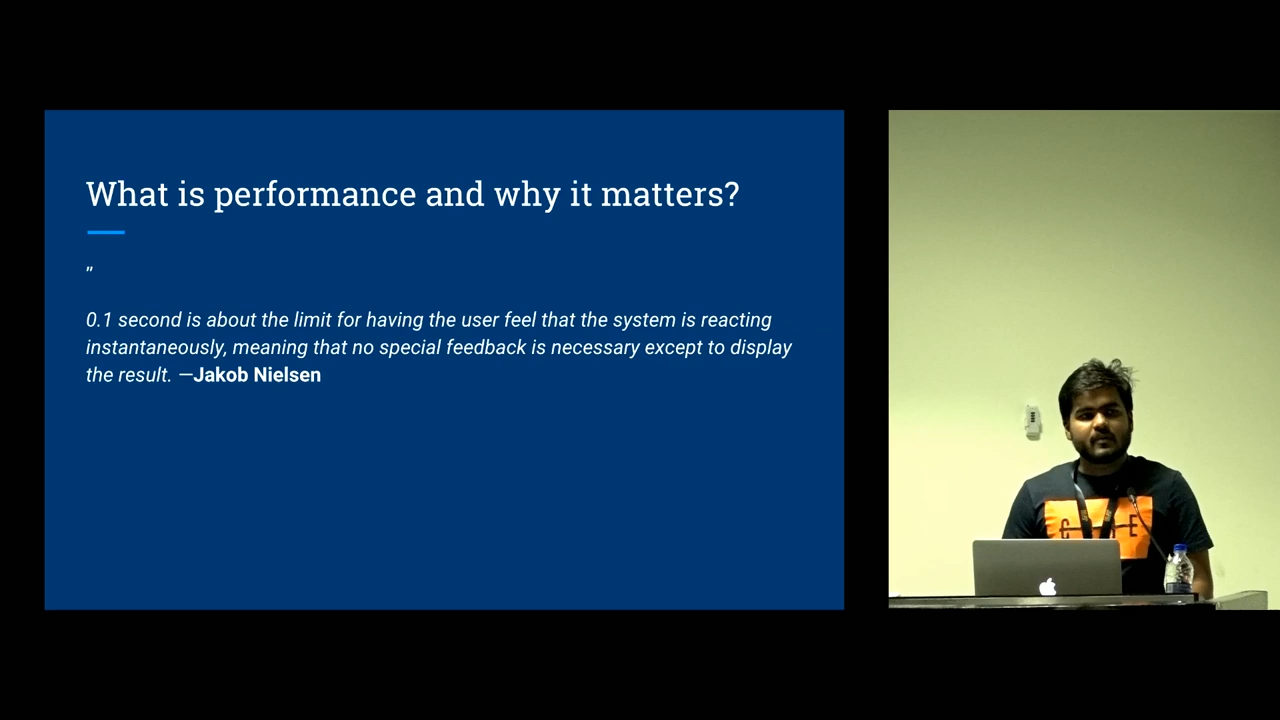 What is performance and why it matters?
"
0.1 second is about the limit for having the user feel that the system is reacting
instantaneously, meaning that no special feedback is necessary except to display
the result. —Jakob Nielsen